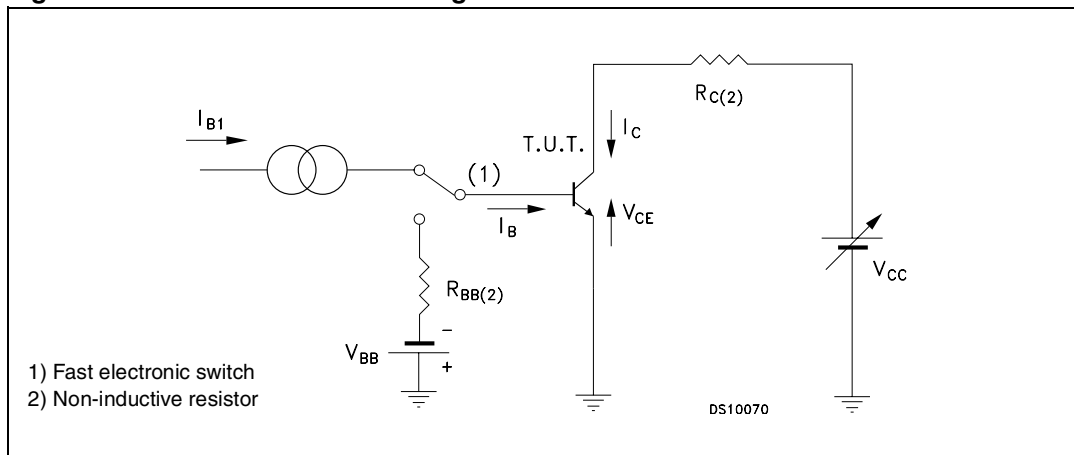 R_C(2)
I_B1
I_C
T.U.T.
(1)
I_B
V_CE
V_CC
R_BB(2)
V_BB
−
+
1) Fast electronic switch
2) Non-inductive resistor
DS10070